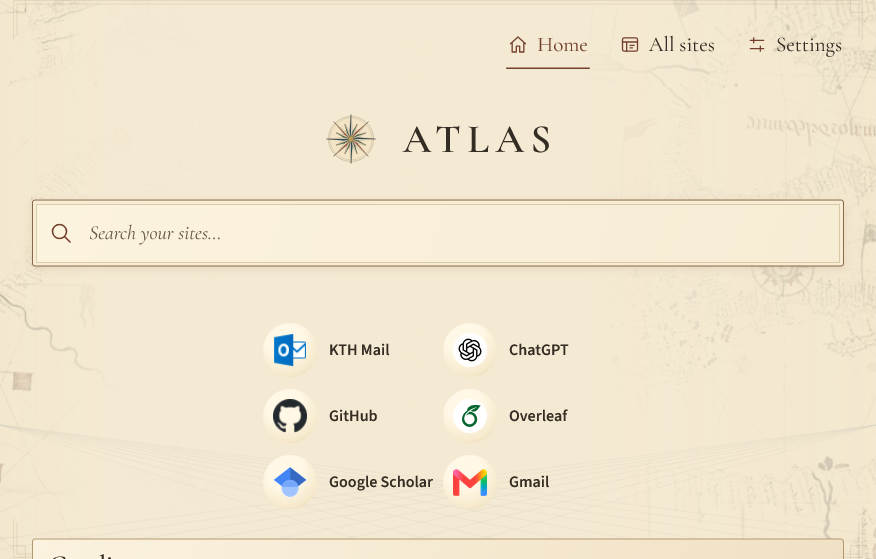 Home All sites Settings
ATLAS
Search your sites...
KTH Mail ChatGPT
GitHub Overleaf
Google Scholar Gmail